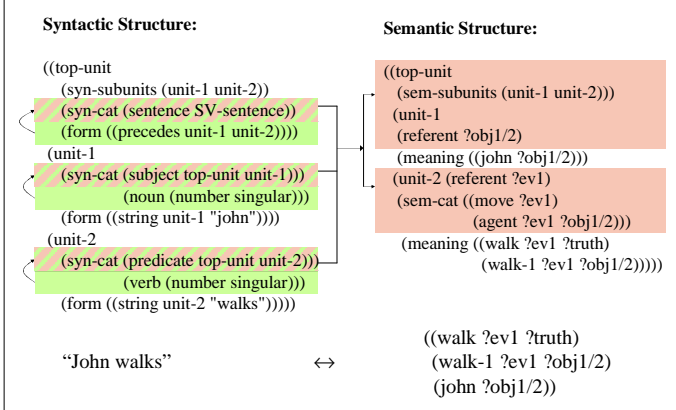 Syntactic Structure:
((top-unit
(syn-subunits (unit-1 unit-2))
(syn-cat (sentence SV-sentence))
(form ((precedes unit-1 unit-2))))
(unit-1
(syn-cat (subject top-unit unit-1)))
(noun (number singular)))
(form ((string unit-1 "john"))))
(unit-2
(syn-cat (predicate top-unit unit-2)))
(verb (number singular)))
(form ((string unit-2 "walks")))))
Semantic Structure:
((top-unit
(sem-subunits (unit-1 unit-2)))
(unit-1
(referent ?obj1/2)
(meaning ((john ?obj1/2)))
(unit-2 (referent ?ev1)
(sem-cat ((move ?ev1)
(agent ?ev1 ?obj1/2)))
(meaning ((walk ?ev1 ?truth)
(walk-1 ?ev1 ?obj1/2)))))
“John walks” ↔
((walk ?ev1 ?truth)
(walk-1 ?ev1 ?obj1/2)
(john ?obj1/2))